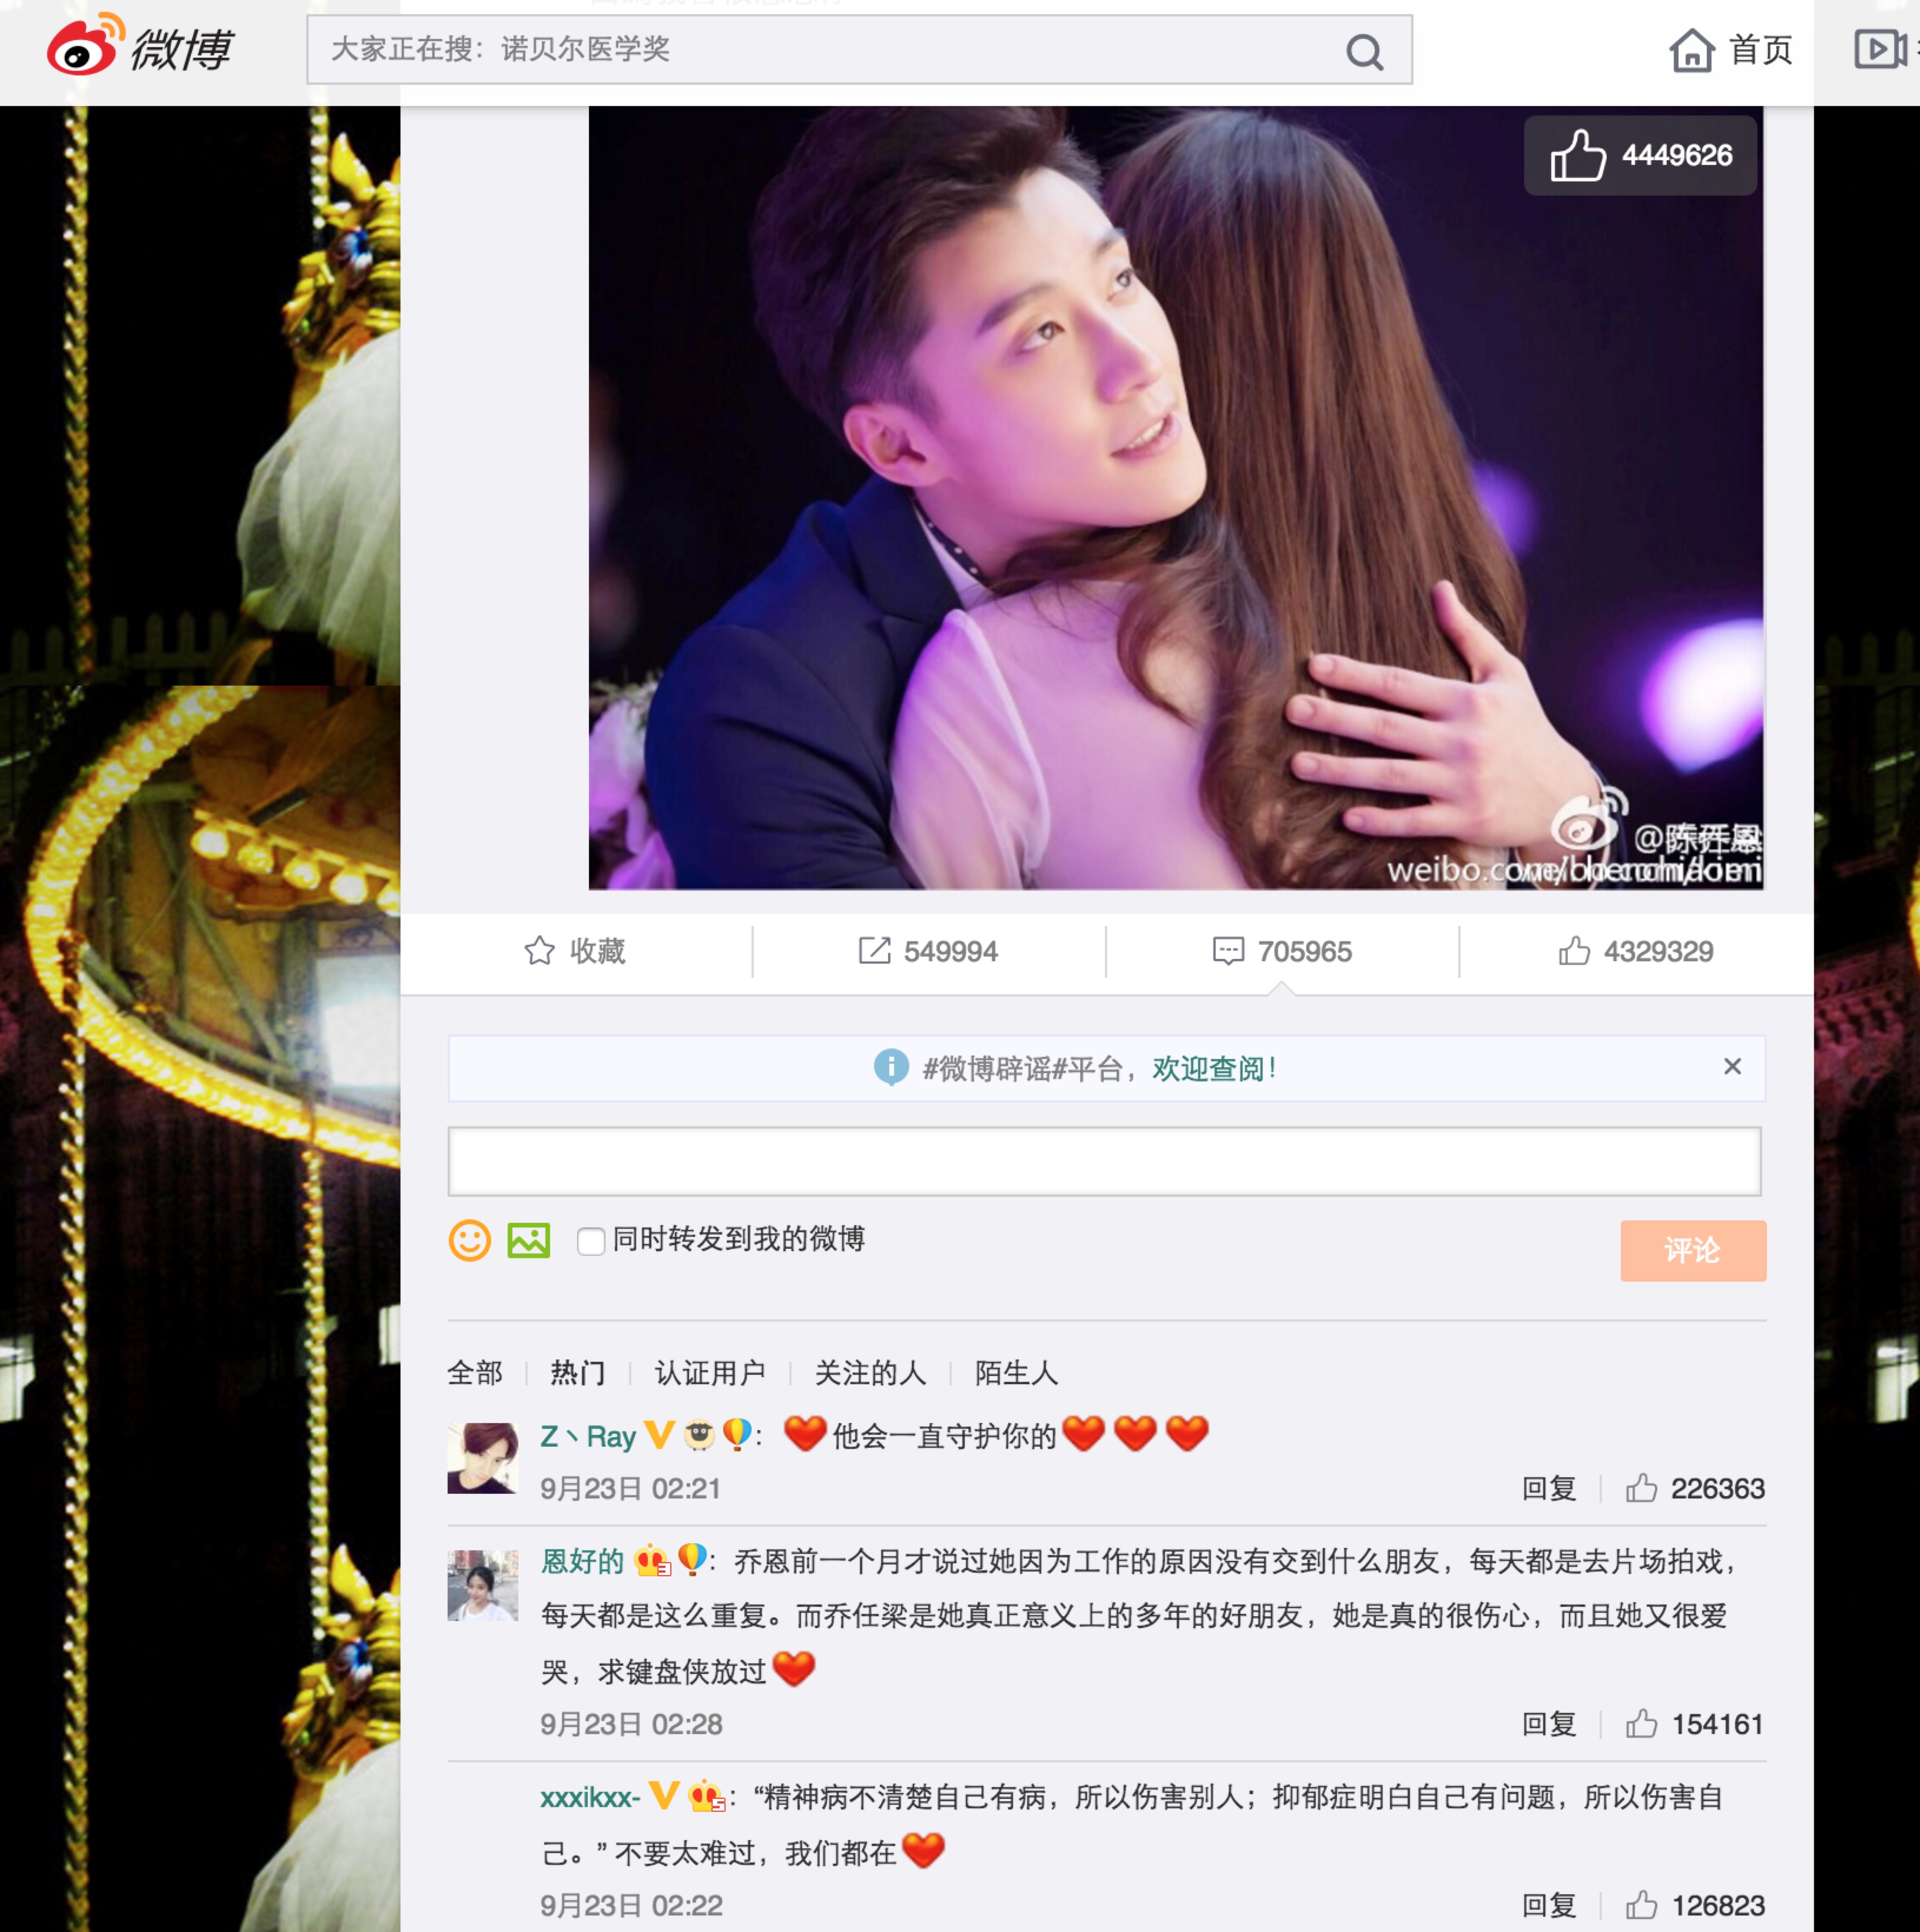 微博
大家正在搜：诺贝尔医学奖
首页
4449626
收藏
549994
705965
4329329
#微博辟谣#平台，欢迎查阅！
同时转发到我的微博
评论
全部 热门 认证用户 关注的人 陌生人
Z丶Ray：❤他会一直守护你的❤❤❤
9月23日 02:21
回复 226363
恩好的：乔恩前一个月才说过她因为工作的原因没有交到什么朋友，每天都是去片场拍戏，
每天都是这么重复。而乔任梁是她真正意义上的多年的好朋友，她是真的很伤心，而且她又很爱
哭，求键盘侠放过❤
9月23日 02:28
回复 154161
xxxikxx-：“精神病不清楚自己有病，所以伤害别人；抑郁症明白自己有问题，所以伤害自
己。”不要太难过，我们都在❤
9月23日 02:22
回复 126823